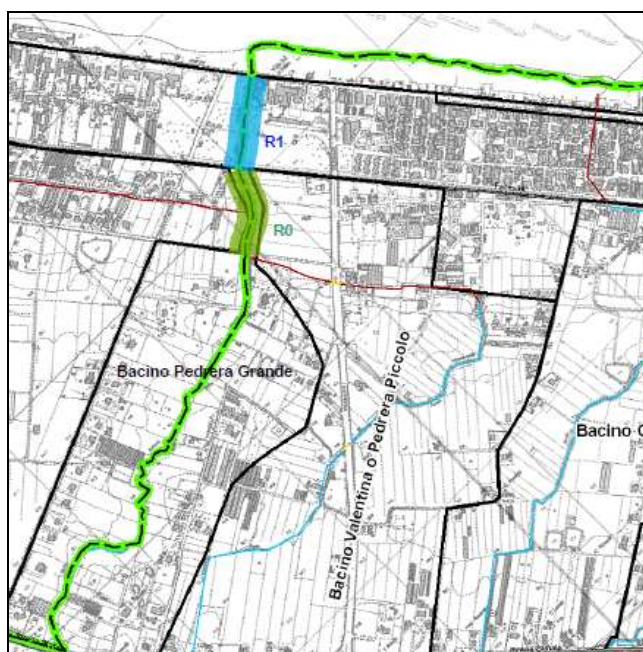 R1
R0
Bacino Pedrera Grande
Bacino Valentina o Pedrera Piccolo
Bacino